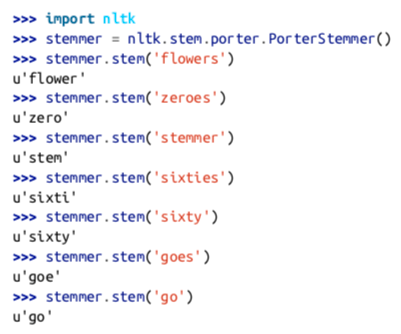 >>> import nltk
>>> stemmer = nltk.stem.porter.PorterStemmer()
>>> stemmer.stem('flowers')
u'flower'
>>> stemmer.stem('zeroes')
u'zero'
>>> stemmer.stem('stemmer')
u'stem'
>>> stemmer.stem('sixties')
u'sixti'
>>> stemmer.stem('sixty')
u'sixty'
>>> stemmer.stem('goes')
u'goe'
>>> stemmer.stem('go')
u'go'